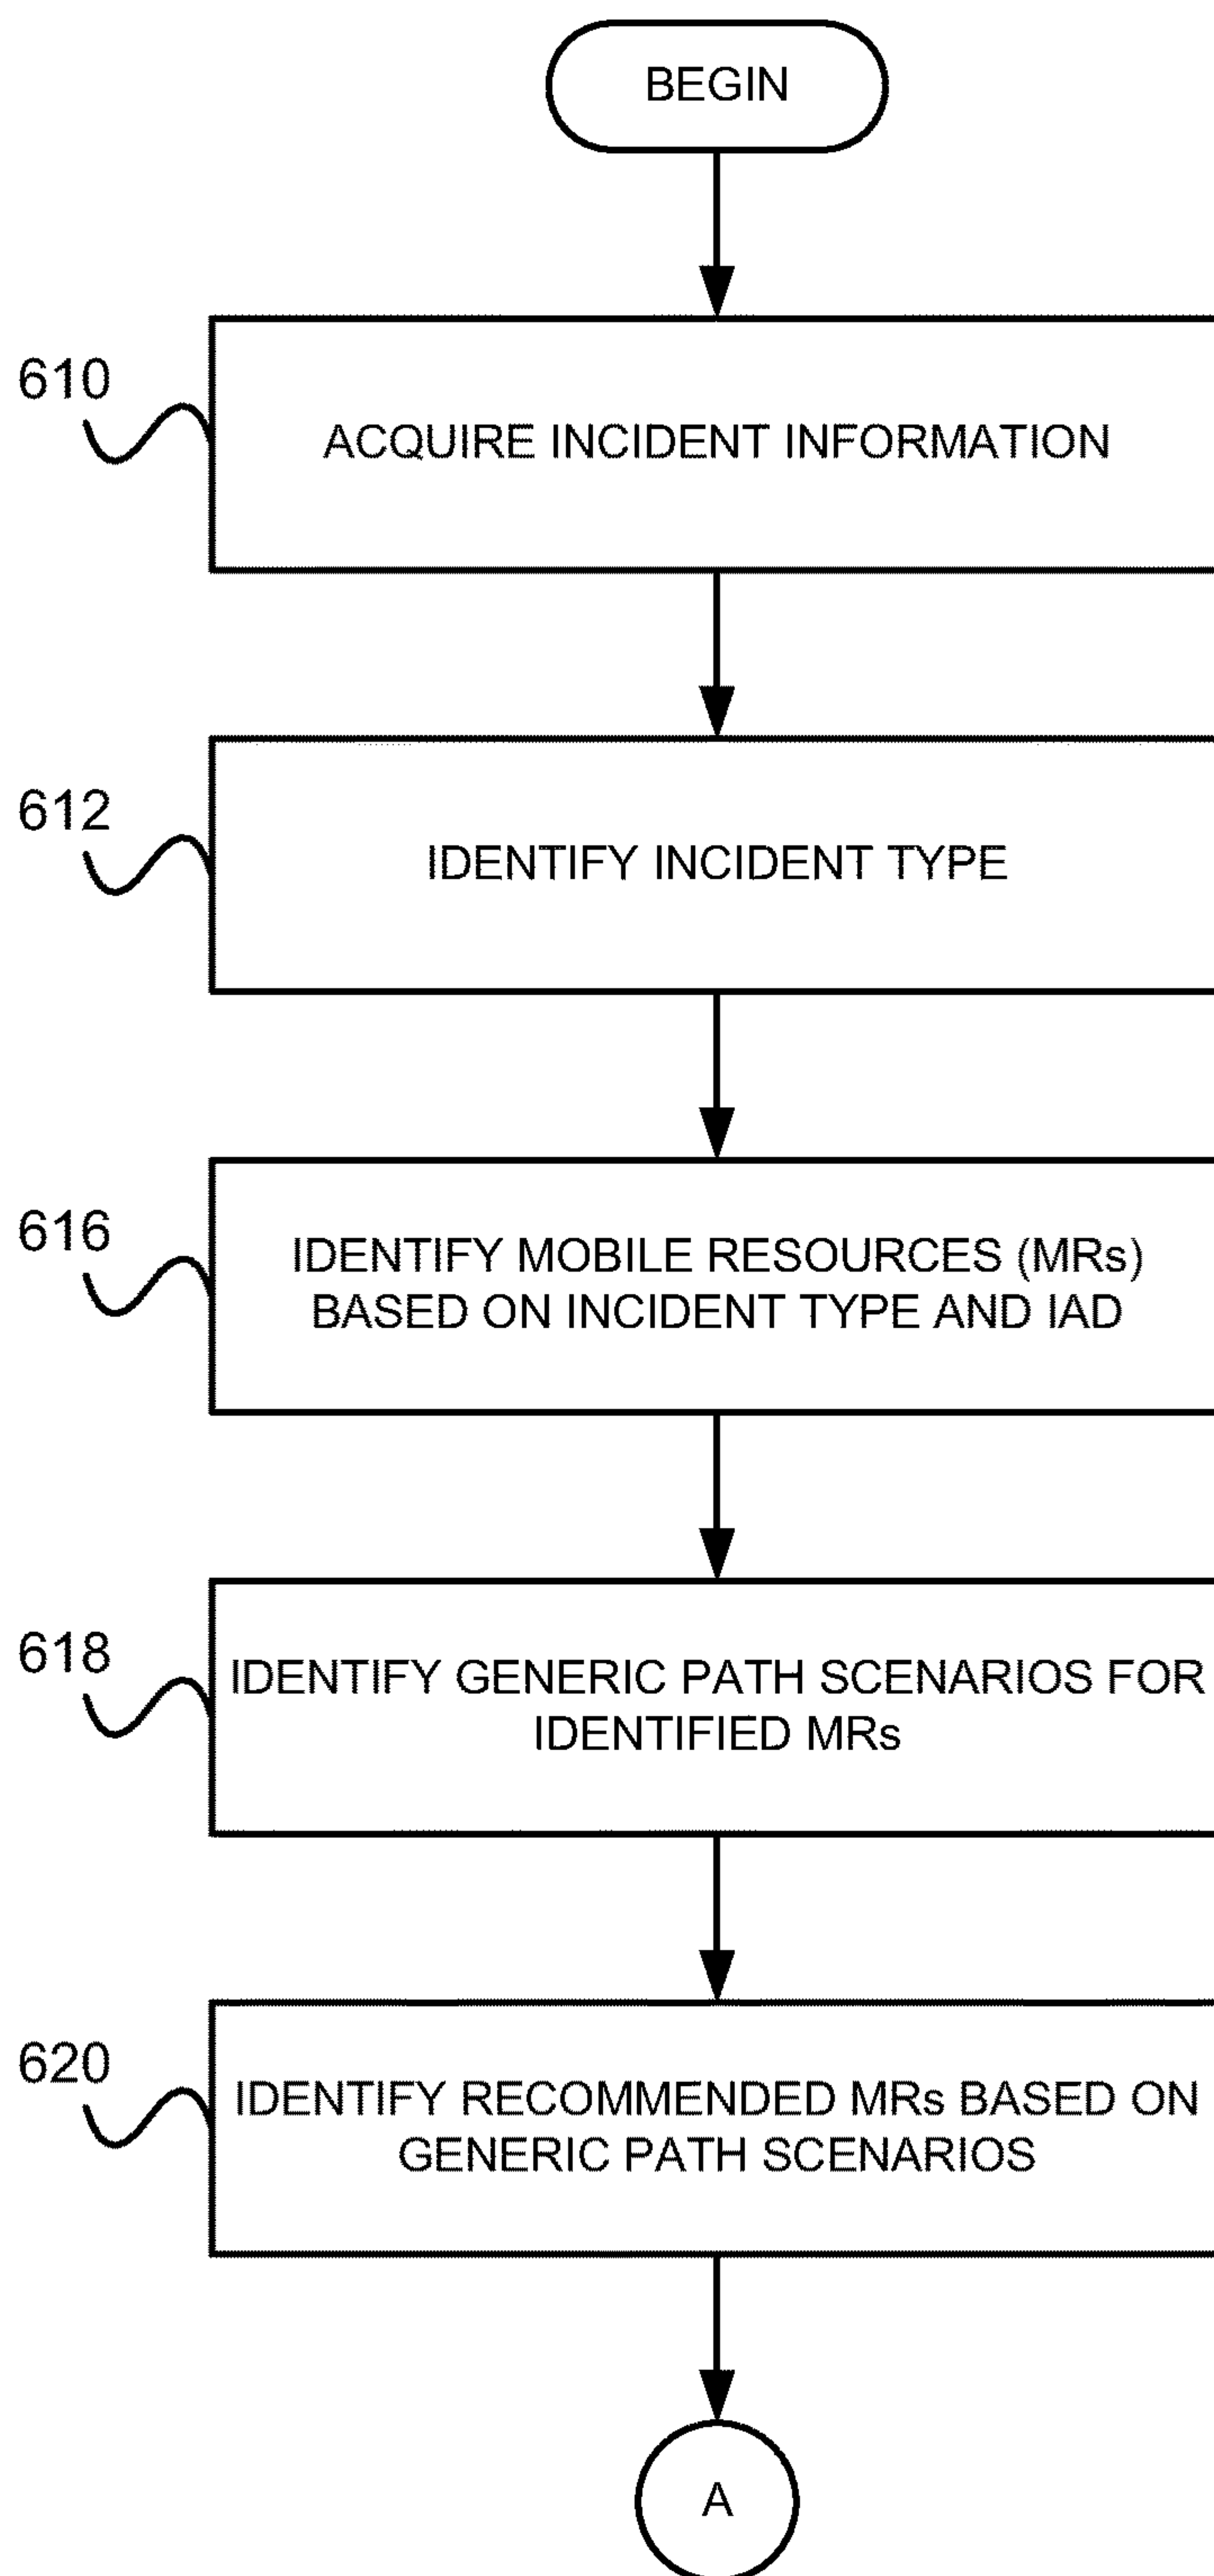 BEGIN
610
ACQUIRE INCIDENT INFORMATION
612
IDENTIFY INCIDENT TYPE
616
IDENTIFY MOBILE RESOURCES (MRs)
BASED ON INCIDENT TYPE AND IAD
618
IDENTIFY GENERIC PATH SCENARIOS FOR
IDENTIFIED MRs
620
IDENTIFY RECOMMENDED MRs BASED ON
GENERIC PATH SCENARIOS
A